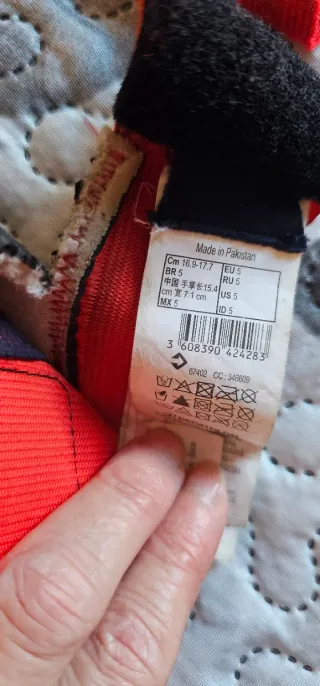 Made in Pakistan
Cm 16.9-17.7 EU 5
BR 5 RU 5
中国 手掌长15.4 US 5
cm 宽 7.1 cm
MX 5 ID 5
3 608390 424283
67402 CC: 546609